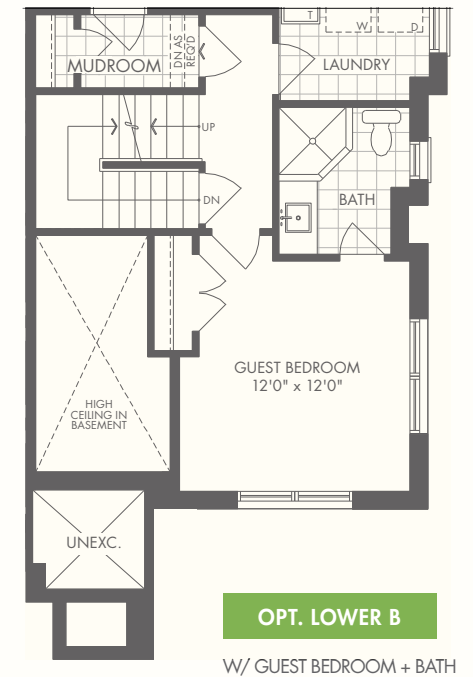 T
W
D
MUDROOM
DN AS
REQ'D
LAUNDRY
UP
DN
BATH
GUEST BEDROOM
12'0" x 12'0"
HIGH
CEILING IN
BASEMENT
UNEXC.
OPT. LOWER B
W/ GUEST BEDROOM + BATH